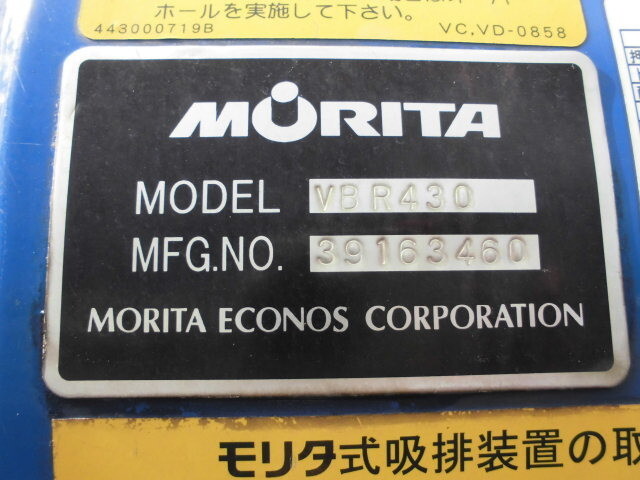 ホールを実施して下さい。
443000719B VC,VD-0858
MORITA
MODEL VBR430
MFG.NO. 39163460
MORITA ECONOS CORPORATION
モリタ式吸排装置の取